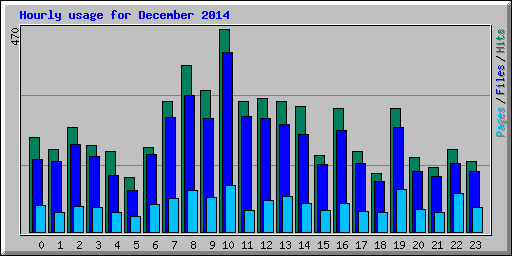 Hourly usage for December 2014
470
Pages/Files/Hits
0 1 2 3 4 5 6 7 8 9 10 11 12 13 14 15 16 17 18 19 20 21 22 23